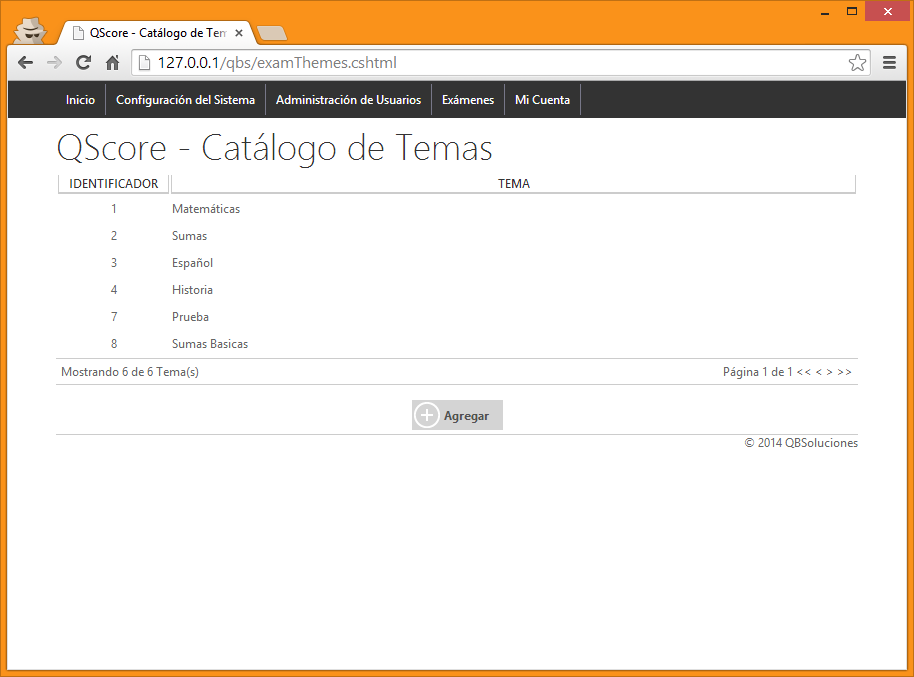 QScore - Catálogo de Tem
127.0.0.1/qbs/examThemes.cshtml
Inicio Configuración del Sistema Administración de Usuarios Exámenes Mi Cuenta
QScore - Catálogo de Temas
IDENTIFICADOR TEMA
1 Matemáticas
2 Sumas
3 Español
4 Historia
7 Prueba
8 Sumas Basicas
Mostrando 6 de 6 Tema(s) Página 1 de 1 << < > >>
Agregar
© 2014 QBSoluciones